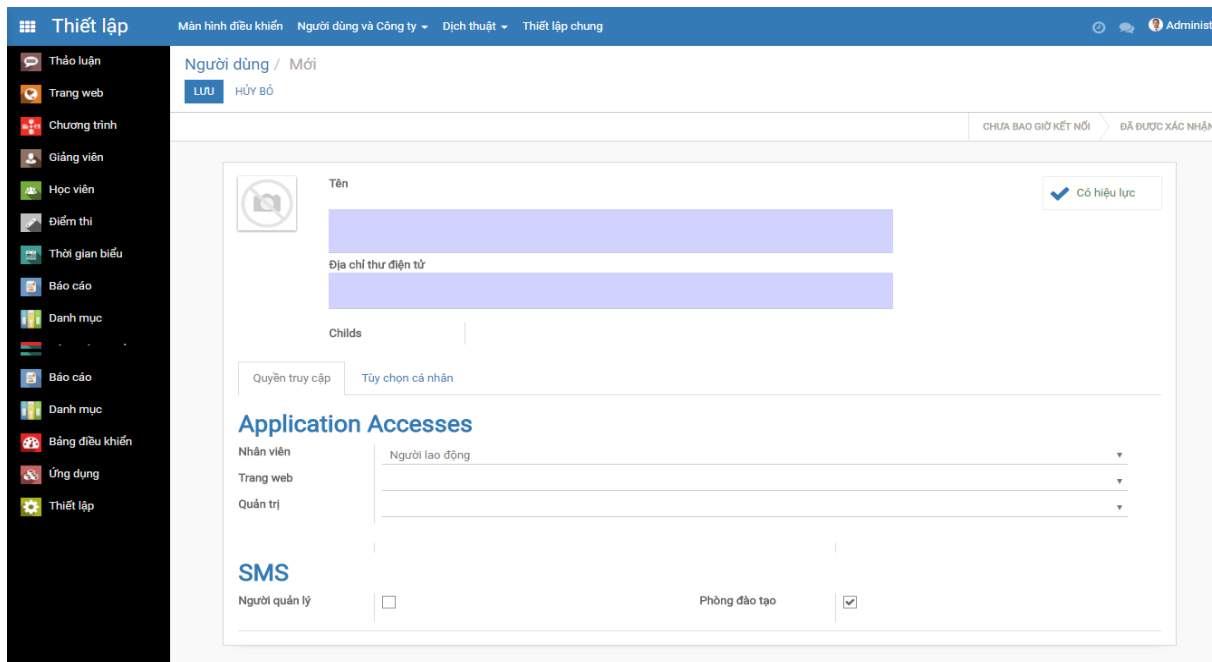 Thiết lập Màn hình điều khiển Người dùng và Công ty Dịch thuật Thiết lập chung Administ
Thảo luận
Trang web
Chương trình
Giảng viên
Học viên
Điểm thi
Thời gian biểu
Báo cáo
Danh mục
Báo cáo
Danh mục
Bảng điều khiển
Ứng dụng
Thiết lập
Người dùng / Mới
LƯU HỦY BỎ
CHƯA BAO GIỜ KẾT NỐI ĐÃ ĐƯỢC XÁC NHẬN
Tên
Có hiệu lực
Địa chỉ thư điện tử
Childs
Quyền truy cập Tùy chọn cá nhân
Application Accesses
Nhân viên Người lao động
Trang web
Quản trị
SMS
Người quản lý Phòng đào tạo